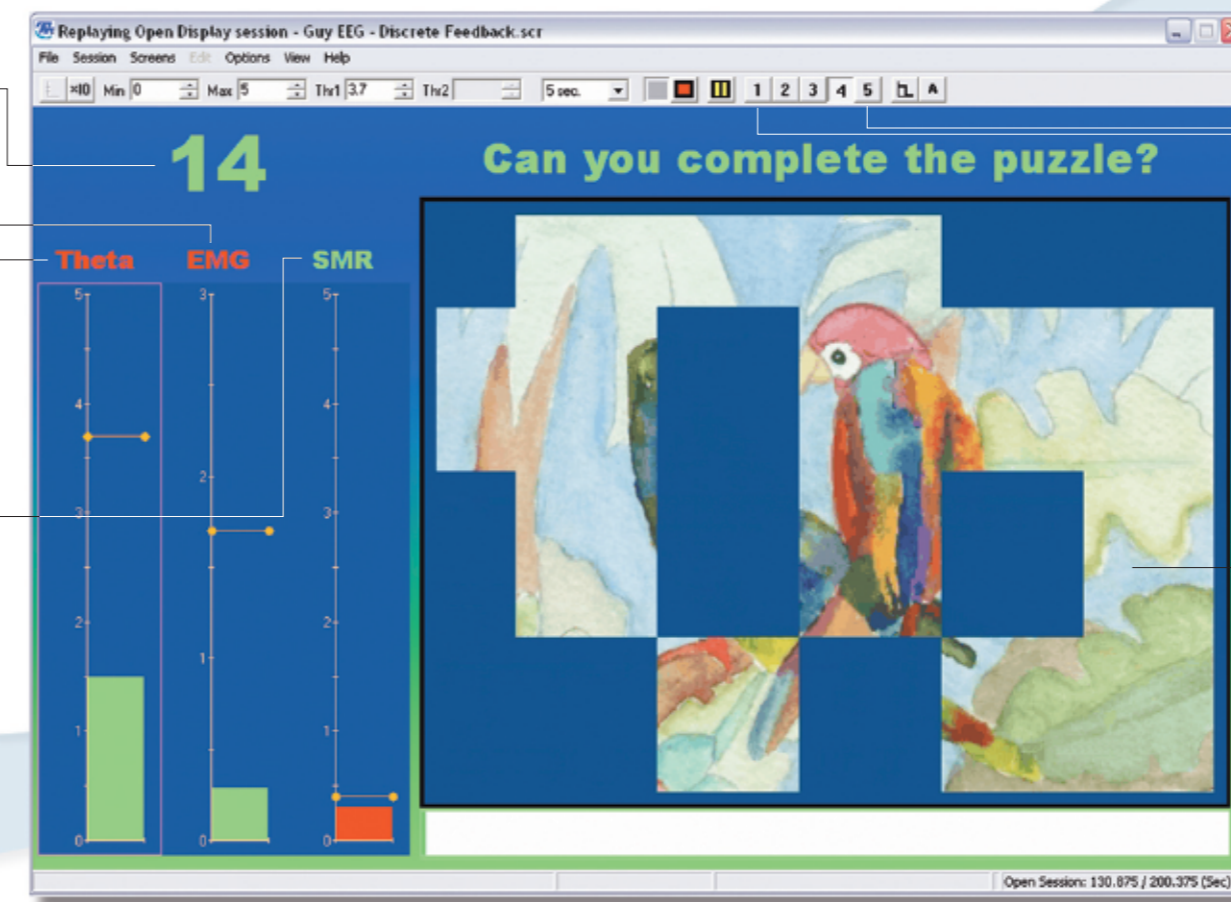 Replaying Open Display session - Guy EEG - Discrete Feedback.scr
File Session Screens Edit Options View Help
×10 Min 0 Max 5 Thr1 3.7 Thr2 5 sec. 1 2 3 4 5 A
14
Can you complete the puzzle?
Theta EMG SMR
5 3 5
4 4
2
3 3
2 2
1
1 1
0 0 0
Open Session: 130.875 / 200.375 (Sec)